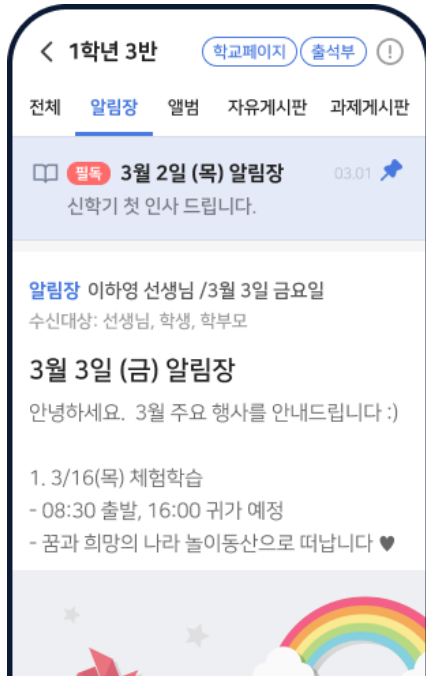 1학년 3반 학교페이지 출석부
전체 알림장 앨범 자유게시판 과제게시판
필독 3월 2일 (목) 알림장 03.01
신학기 첫 인사 드립니다.
알림장 이하영 선생님 /3월 3일 금요일
수신대상: 선생님, 학생, 학부모
3월 3일 (금) 알림장
안녕하세요. 3월 주요 행사를 안내드립니다 :)
1. 3/16(목) 체험학습
- 08:30 출발, 16:00 귀가 예정
- 꿈과 희망의 나라 놀이동산으로 떠납니다 ♥